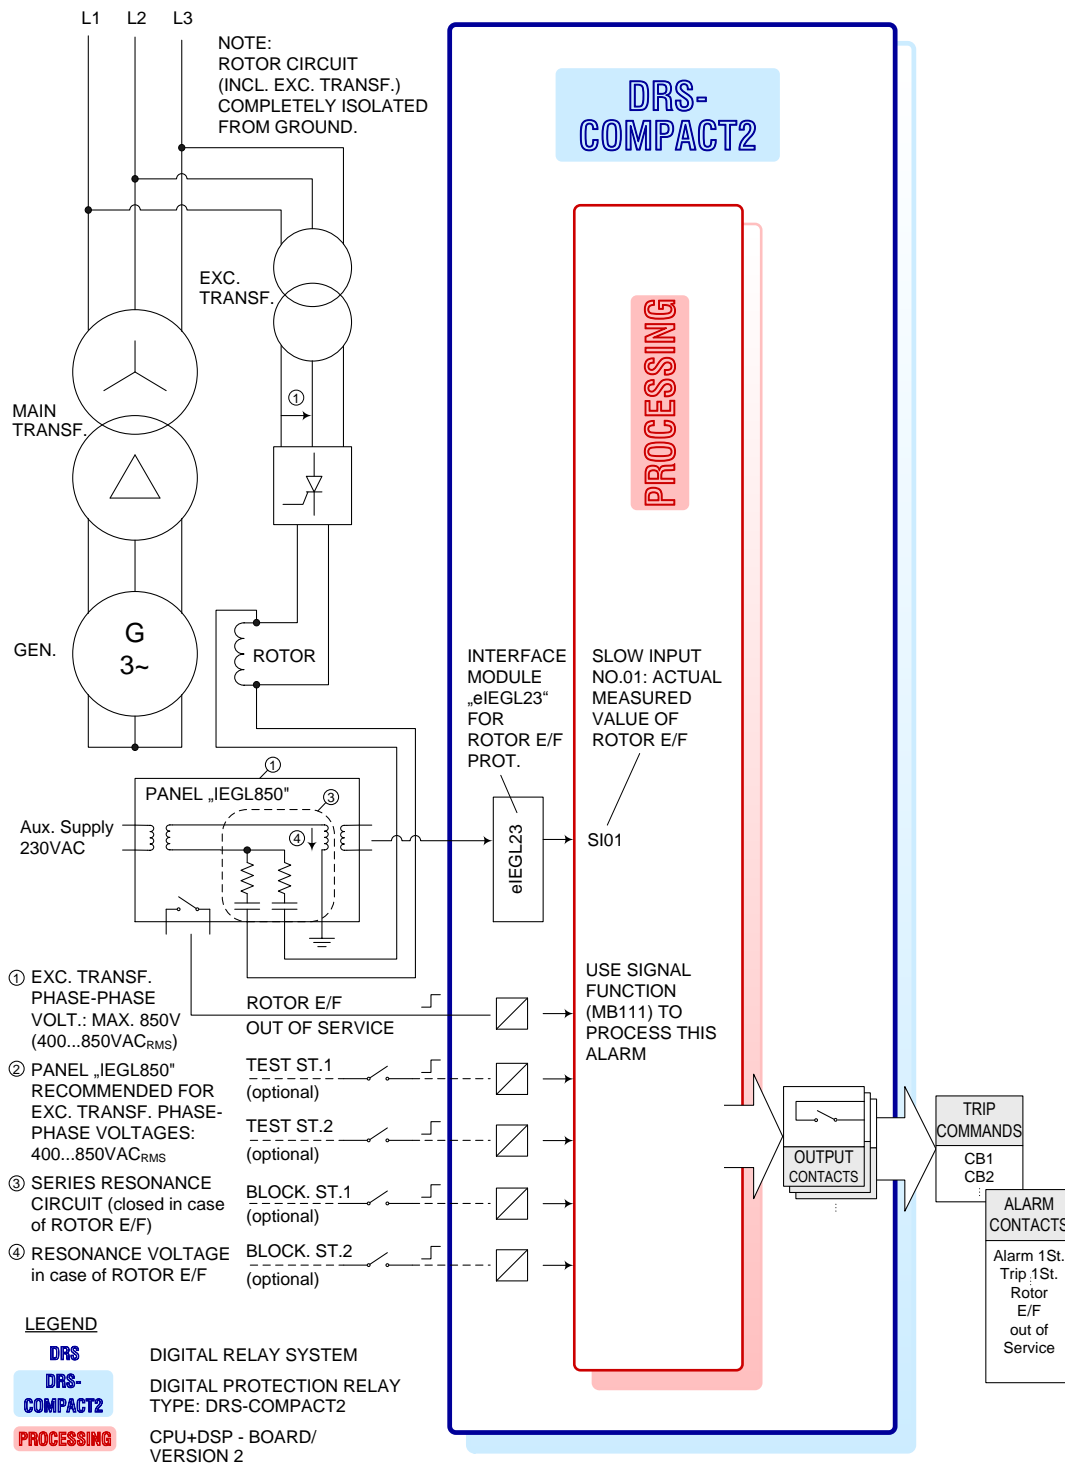 L1 L2 L3
NOTE:
ROTOR CIRCUIT
(INCL. EXC. TRANSF.)
COMPLETELY ISOLATED
FROM GROUND.
DRS-
COMPACT2
EXC.
TRANSF.
PROCESSING
MAIN
TRANSF.
①
GEN.
G
3~
ROTOR
INTERFACE
MODULE
„eIEGL23“
FOR
ROTOR E/F
PROT.
SLOW INPUT
NO.01: ACTUAL
MEASURED
VALUE OF
ROTOR E/F
①
PANEL „IEGL850"
③
④
Aux. Supply
230VAC
eIEGL23
SI01
USE SIGNAL
FUNCTION
(MB111) TO
PROCESS THIS
ALARM
① EXC. TRANSF.
PHASE-PHASE
VOLT.: MAX. 850V
(400...850VACRMS)
② PANEL „IEGL850"
RECOMMENDED FOR
EXC. TRANSF. PHASE-
PHASE VOLTAGES:
400...850VACRMS
③ SERIES RESONANCE
CIRCUIT (closed in case
of ROTOR E/F)
④ RESONANCE VOLTAGE
in case of ROTOR E/F
ROTOR E/F
OUT OF SERVICE
TEST ST.1
(optional)
TEST ST.2
(optional)
BLOCK. ST.1
(optional)
BLOCK. ST.2
(optional)
OUTPUT
CONTACTS
TRIP
COMMANDS
CB1
CB2
ALARM
CONTACTS
Alarm 1St.
Trip 1St.
Rotor
E/F
out of
Service
LEGEND
DRS DIGITAL RELAY SYSTEM
DRS-
COMPACT2
DIGITAL PROTECTION RELAY
TYPE: DRS-COMPACT2
PROCESSING
CPU+DSP - BOARD/
VERSION 2